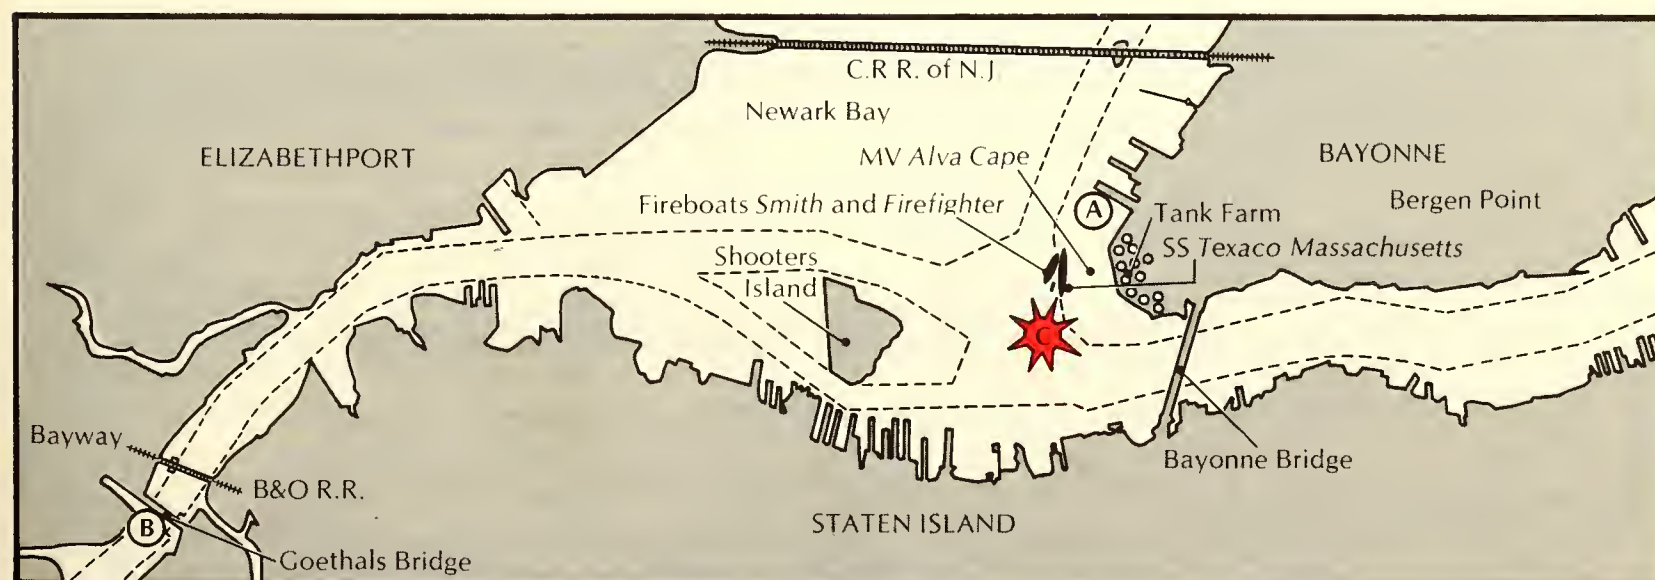 C.R R. of N.J
Newark Bay
ELIZABETHPORT
BAYONNE
MV Alva Cape
Bergen Point
Fireboats Smith and Firefighter
A
Tank Farm
SS Texaco Massachusetts
Shooters
Island
C
Bayway
Bayonne Bridge
B&O R.R.
STATEN ISLAND
B
Goethals Bridge